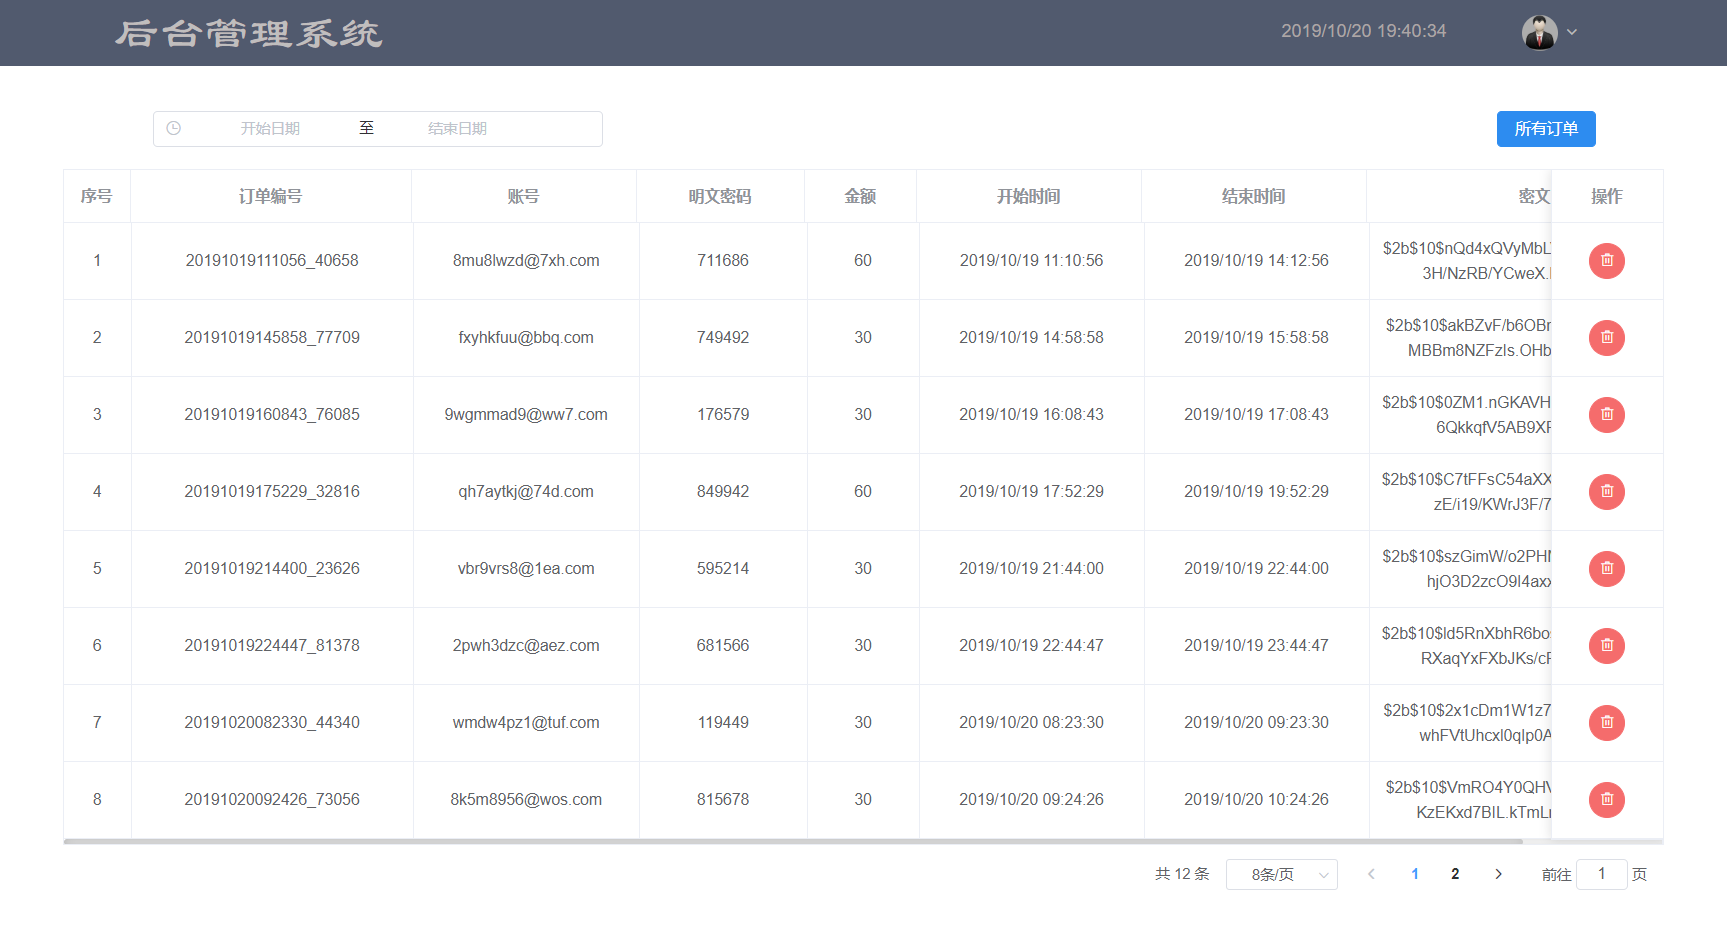 后台管理系统
2019/10/20 19:40:34
开始日期 至 结束日期
所有订单
序号 订单编号 账号 明文密码 金额 开始时间 结束时间 密文 操作
1 20191019111056_40658 8mu8lwzd@7xh.com 711686 60 2019/10/19 11:10:56 2019/10/19 14:12:56 $2b$10$nQd4xQVyMbL
3H/NzRB/YCweX.
2 20191019145858_77709 fxyhkfuu@bbq.com 749492 30 2019/10/19 14:58:58 2019/10/19 15:58:58 $2b$10$akBZvF/b6OB
MBBm8NZFzls.OHb
3 20191019160843_76085 9wgmmad9@ww7.com 176579 30 2019/10/19 16:08:43 2019/10/19 17:08:43 $2b$10$0ZM1.nGKAVH
6QkkqfV5AB9X
4 20191019175229_32816 qh7aytkj@74d.com 849942 60 2019/10/19 17:52:29 2019/10/19 19:52:29 $2b$10$C7tFFsC54aXX
zE/i19/KWrJ3F/7
5 20191019214400_23626 vbr9vrs8@1ea.com 595214 30 2019/10/19 21:44:00 2019/10/19 22:44:00 $2b$10$szGimW/o2PH
hjO3D2zcO9I4ax
6 20191019224447_81378 2pwh3dzc@aez.com 681566 30 2019/10/19 22:44:47 2019/10/19 23:44:47 $2b$10$ld5RnXbhR6bo
RXaqYxFXbJKs/c
7 20191020082330_44340 wmdw4pz1@tuf.com 119449 30 2019/10/20 08:23:30 2019/10/20 09:23:30 $2b$10$2x1cDm1W1z7
whFVtUhcxl0qlp0A
8 20191020092426_73056 8k5m8956@wos.com 815678 30 2019/10/20 09:24:26 2019/10/20 10:24:26 $2b$10$VmRO4Y0QH
KzEKxd7BIL.kTmL
共 12 条 8条/页 1 2 前往 1 页